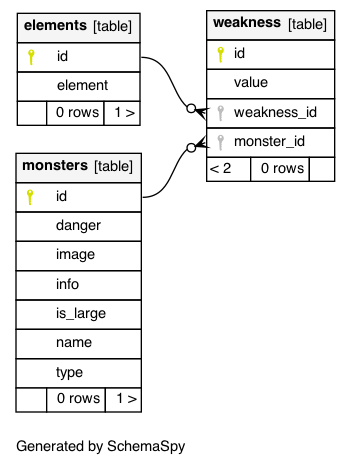 elements [table]
id
element
0 rows 1 >
weakness [table]
id
value
weakness_id
monster_id
< 2 0 rows
monsters [table]
id
danger
image
info
is_large
name
type
0 rows 1 >
Generated by SchemaSpy